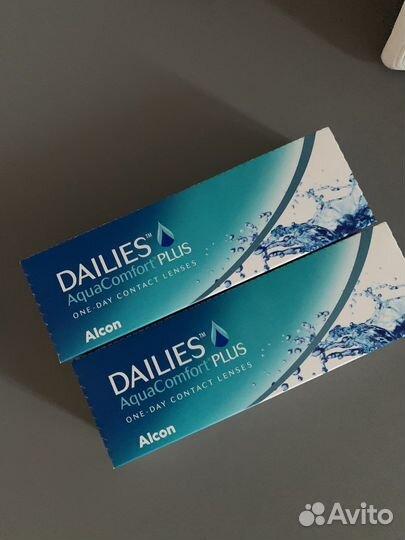 DAILIES™
AquaComfort® PLUS
ONE-DAY CONTACT LENSES
Alcon
DAILIES™
AquaComfort® PLUS
ONE-DAY CONTACT LENSES
Alcon
Avito